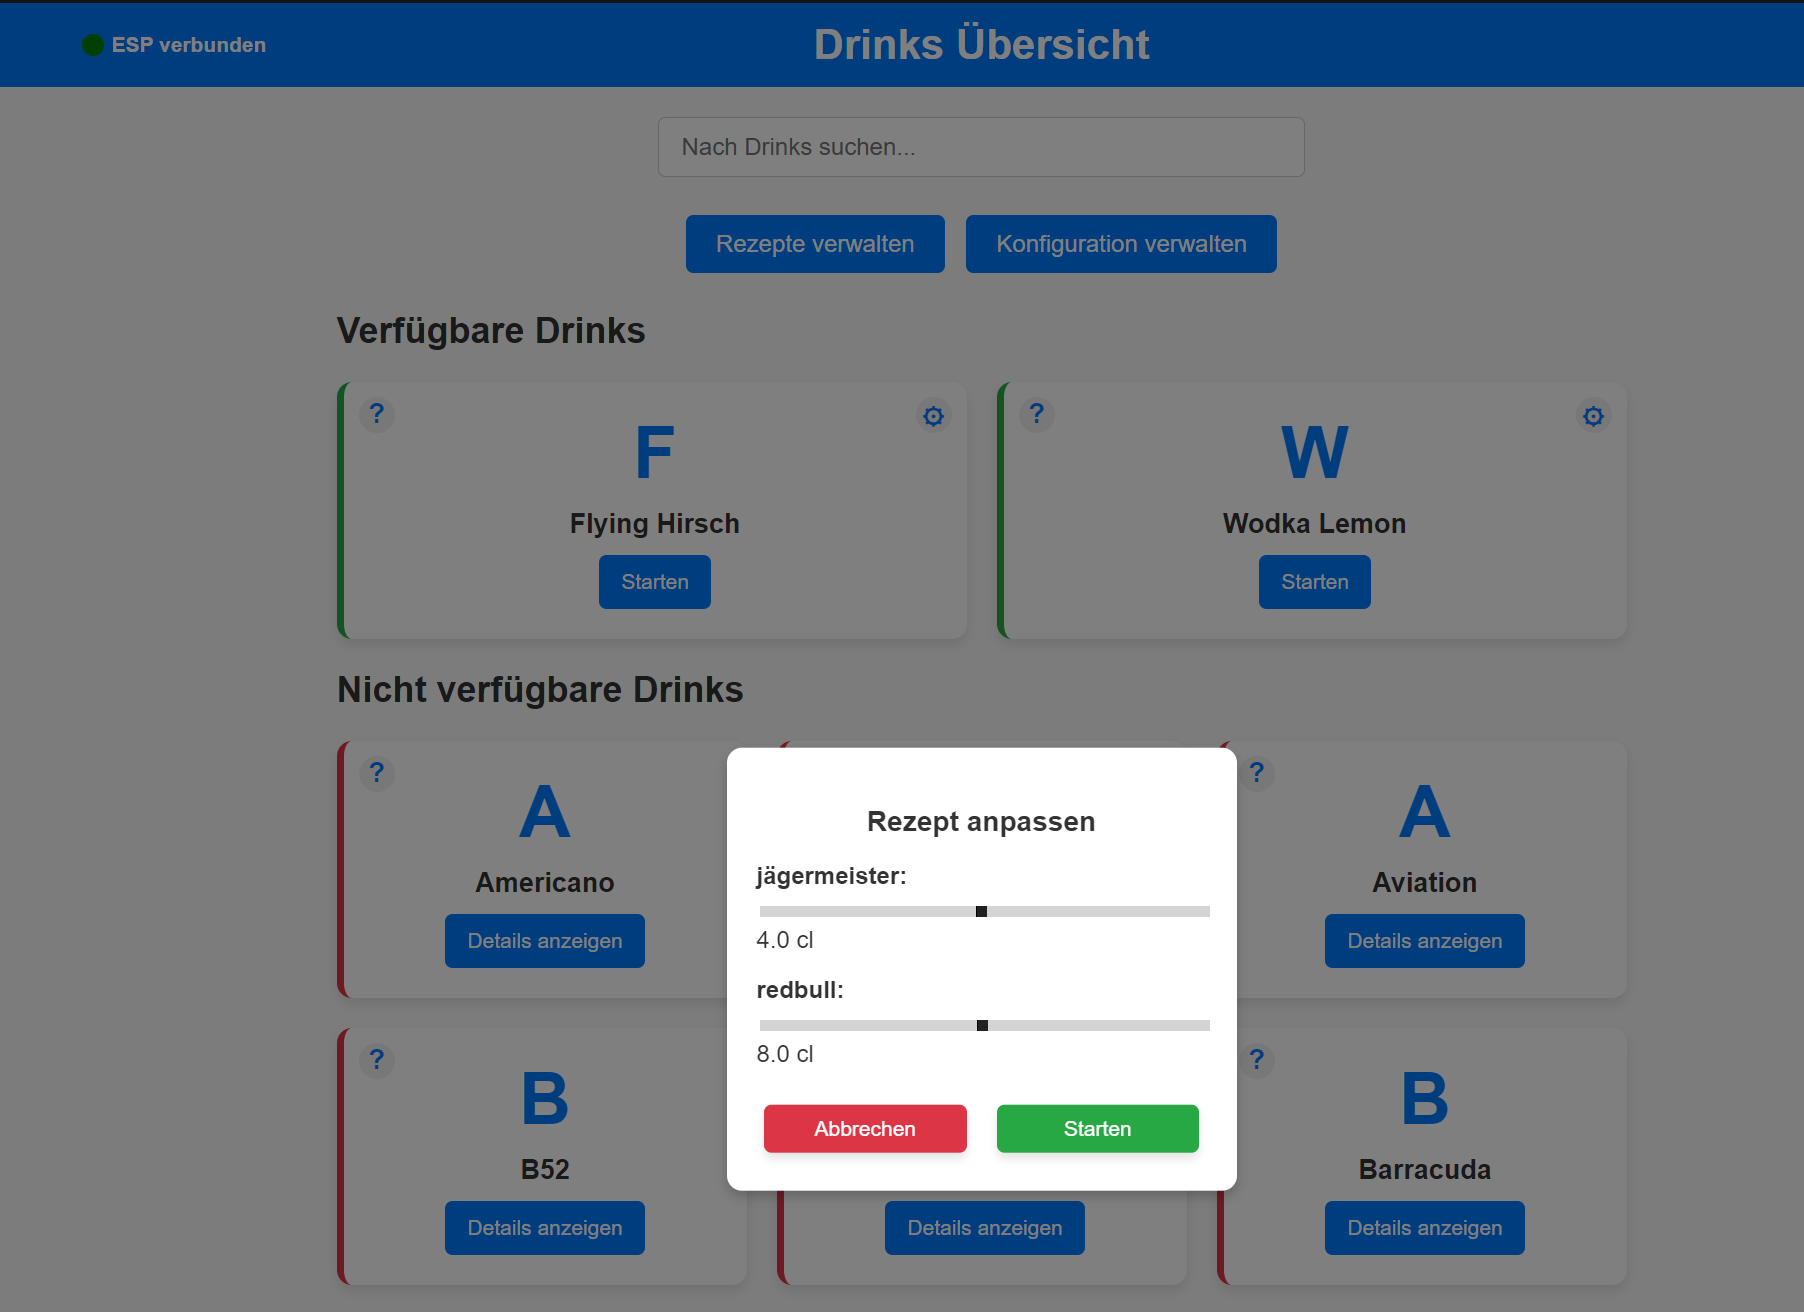 ESP verbunden
Drinks Übersicht
Nach Drinks suchen...
Rezepte verwalten
Konfiguration verwalten
Verfügbare Drinks
?
F
Flying Hirsch
Starten
?
W
Wodka Lemon
Starten
Nicht verfügbare Drinks
?
A
Americano
Details anzeigen
?
A
Aviation
Details anzeigen
Rezept anpassen
jägermeister:
4.0 cl
redbull:
8.0 cl
Abbrechen
Starten
?
B
B52
Details anzeigen
Details anzeigen
?
B
Barracuda
Details anzeigen